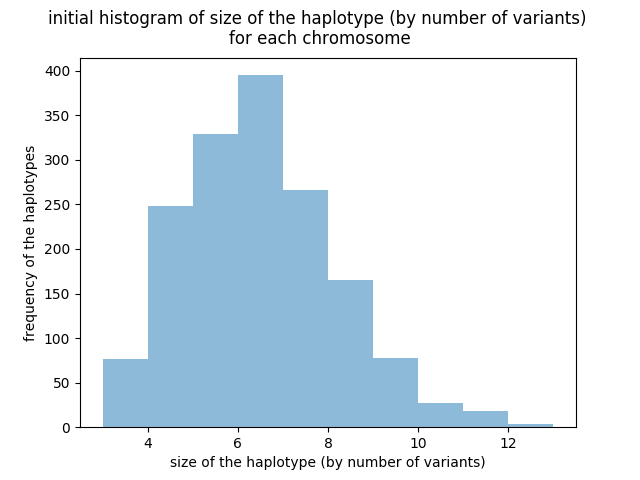 initial histogram of size of the haplotype (by number of variants)
for each chromosome
400
350
300
250
200
150
100
50
0
frequency of the haplotypes
4 6 8 10 12
size of the haplotype (by number of variants)